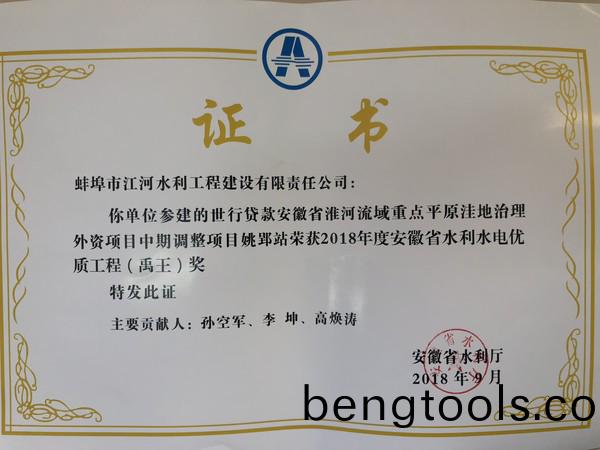 证 书
蚌埠市江河水利工程建设有限责任公司：
你单位参建的世行贷款安徽省淮河流域重点平原洼地治理
外资项目中期调整项目姚郢站荣获2018年度安徽省水利水电优
质工程（禹王）奖
特发此证
主要贡献人：孙空军、李 坤、高焕涛
安徽省水利厅
2018 年 9 月
bengtools.co